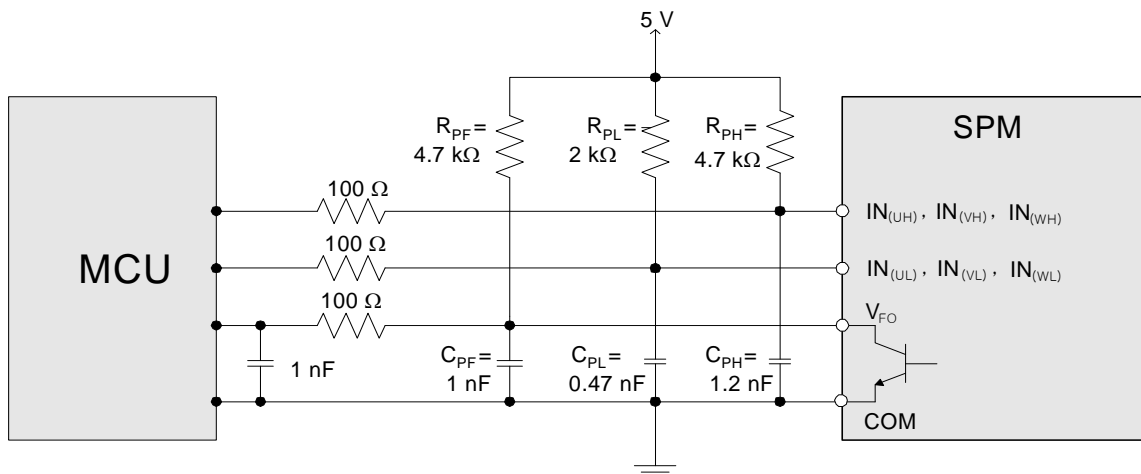 5 V
R_PF=
4.7 kΩ
R_PL=
2 kΩ
R_PH=
4.7 kΩ
SPM
MCU
100 Ω
100 Ω
100 Ω
IN(UH), IN(VH), IN(WH)
IN(UL), IN(VL), IN(WL)
V_FO
1 nF
C_PF=
1 nF
C_PL=
0.47 nF
C_PH=
1.2 nF
COM